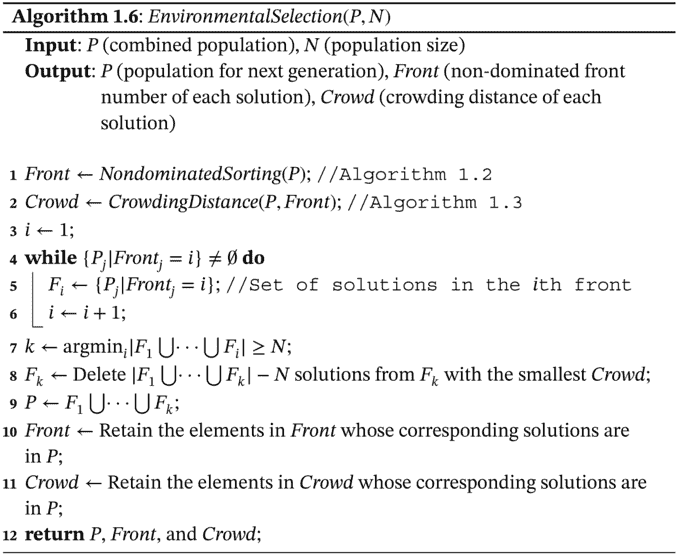 Algorithm 1.6: EnvironmentalSelection(P, N)
Input: P (combined population), N (population size)
Output: P (population for next generation), Front (non-dominated front
number of each solution), Crowd (crowding distance of each
solution)
1 Front ← NondominatedSorting(P); //Algorithm 1.2
2 Crowd ← CrowdingDistance(P, Front); //Algorithm 1.3
3 i ← 1;
4 while {Pⱼ|Frontⱼ = i} ≠ ∅ do
5 Fᵢ ← {Pⱼ|Frontⱼ = i}; //Set of solutions in the ith front
6 i ← i + 1;
7 k ← argminᵢ|F₁ ⋃ ⋯ ⋃ Fᵢ| ≥ N;
8 Fₖ ← Delete |F₁ ⋃ ⋯ ⋃ Fₖ| − N solutions from Fₖ with the smallest Crowd;
9 P ← F₁ ⋃ ⋯ ⋃ Fₖ;
10 Front ← Retain the elements in Front whose corresponding solutions are
in P;
11 Crowd ← Retain the elements in Crowd whose corresponding solutions are
in P;
12 return P, Front, and Crowd;